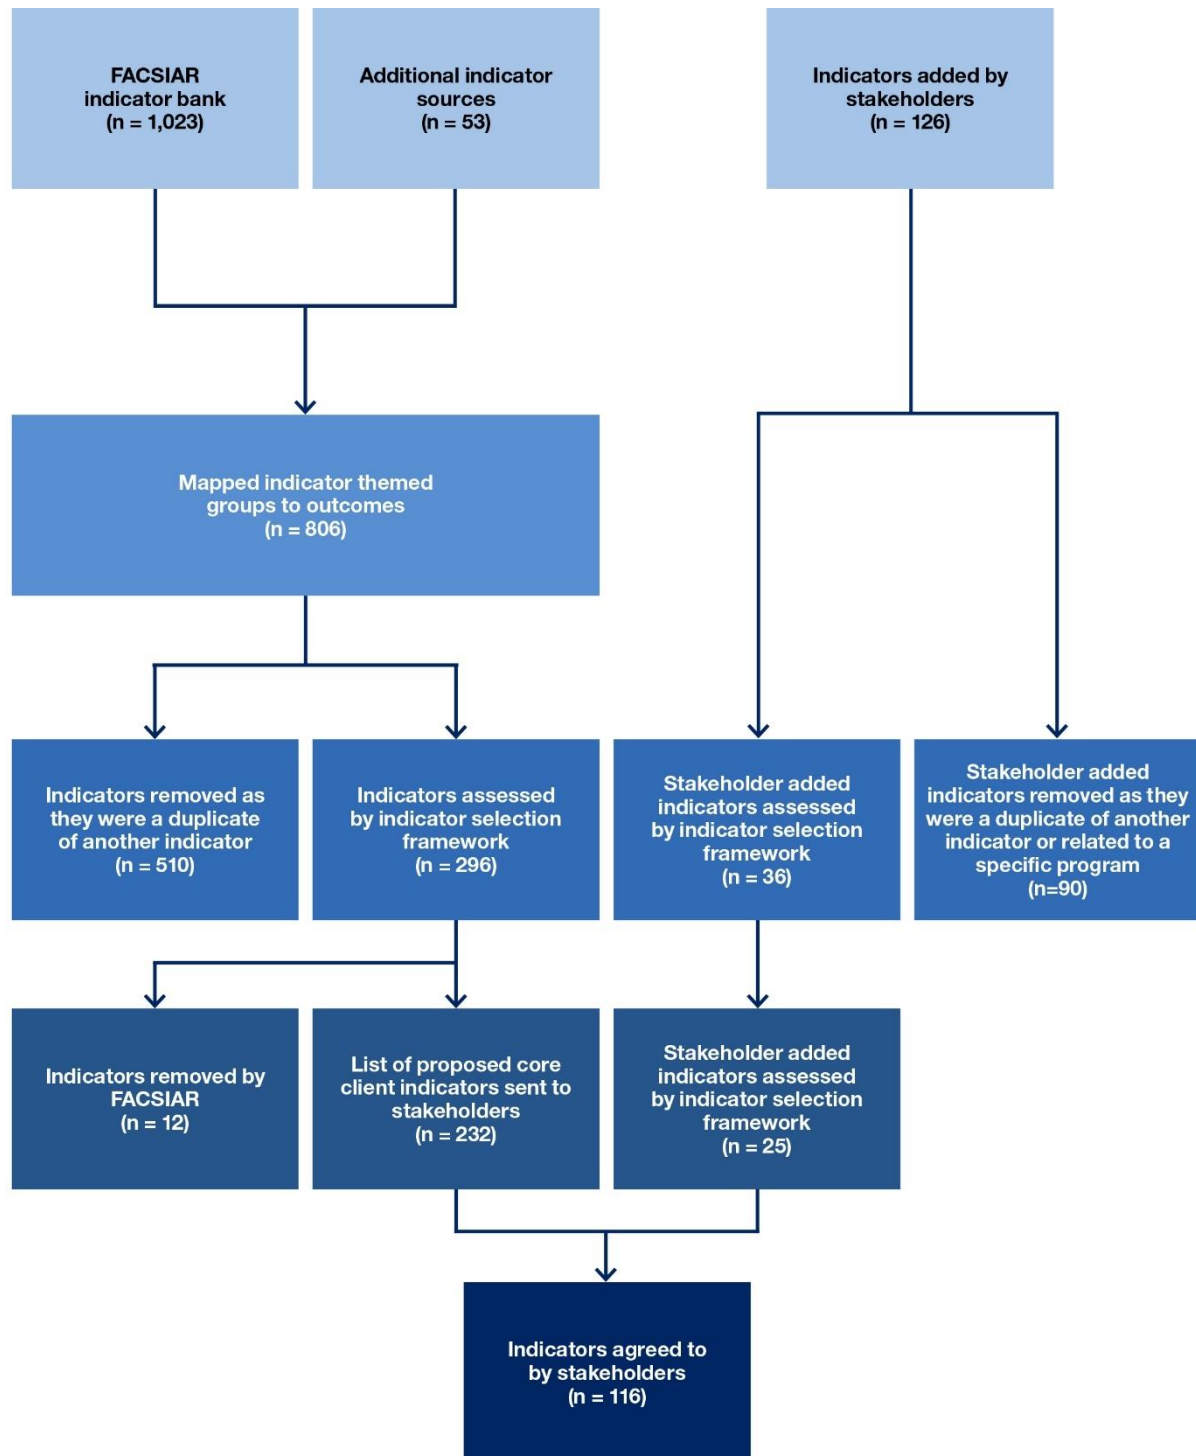 FACSIAR
indicator bank
(n = 1,023)
Additional indicator
sources
(n = 53)
Indicators added by
stakeholders
(n = 126)
Mapped indicator themed
groups to outcomes
(n = 806)
Indicators removed as
they were a duplicate
of another indicator
(n = 510)
Indicators assessed
by indicator selection
framework
(n = 296)
Stakeholder added
indicators assessed
by indicator selection
framework
(n = 36)
Stakeholder added
indicators removed as they
were a duplicate of another
indicator or related to a
specific program
(n=90)
Indicators removed by
FACSIAR
(n = 12)
List of proposed core
client indicators sent to
stakeholders
(n = 232)
Stakeholder added
indicators assessed
by indicator selection
framework
(n = 25)
Indicators agreed to
by stakeholders
(n = 116)